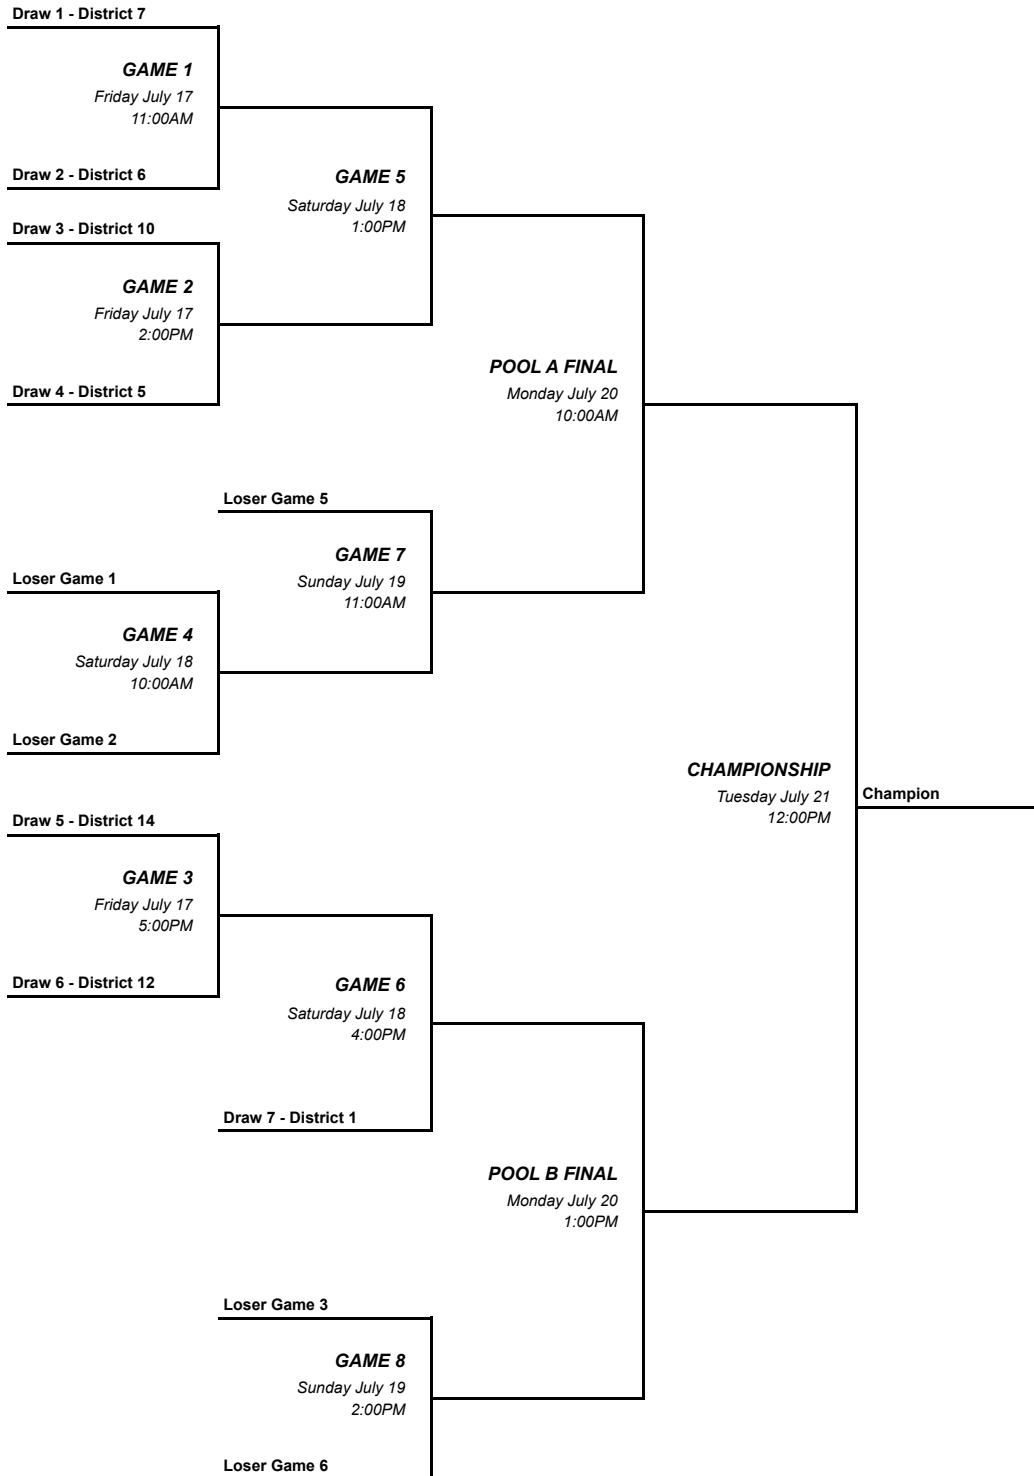 Draw 1 - District 7
GAME 1
Friday July 17
11:00AM
Draw 2 - District 6
GAME 5
Saturday July 18
1:00PM
Draw 3 - District 10
GAME 2
Friday July 17
2:00PM
Draw 4 - District 5
POOL A FINAL
Monday July 20
10:00AM
Loser Game 5
GAME 7
Sunday July 19
11:00AM
Loser Game 1
GAME 4
Saturday July 18
10:00AM
Loser Game 2
CHAMPIONSHIP
Tuesday July 21
12:00PM
Champion
Draw 5 - District 14
GAME 3
Friday July 17
5:00PM
Draw 6 - District 12
GAME 6
Saturday July 18
4:00PM
Draw 7 - District 1
POOL B FINAL
Monday July 20
1:00PM
Loser Game 3
GAME 8
Sunday July 19
2:00PM
Loser Game 6